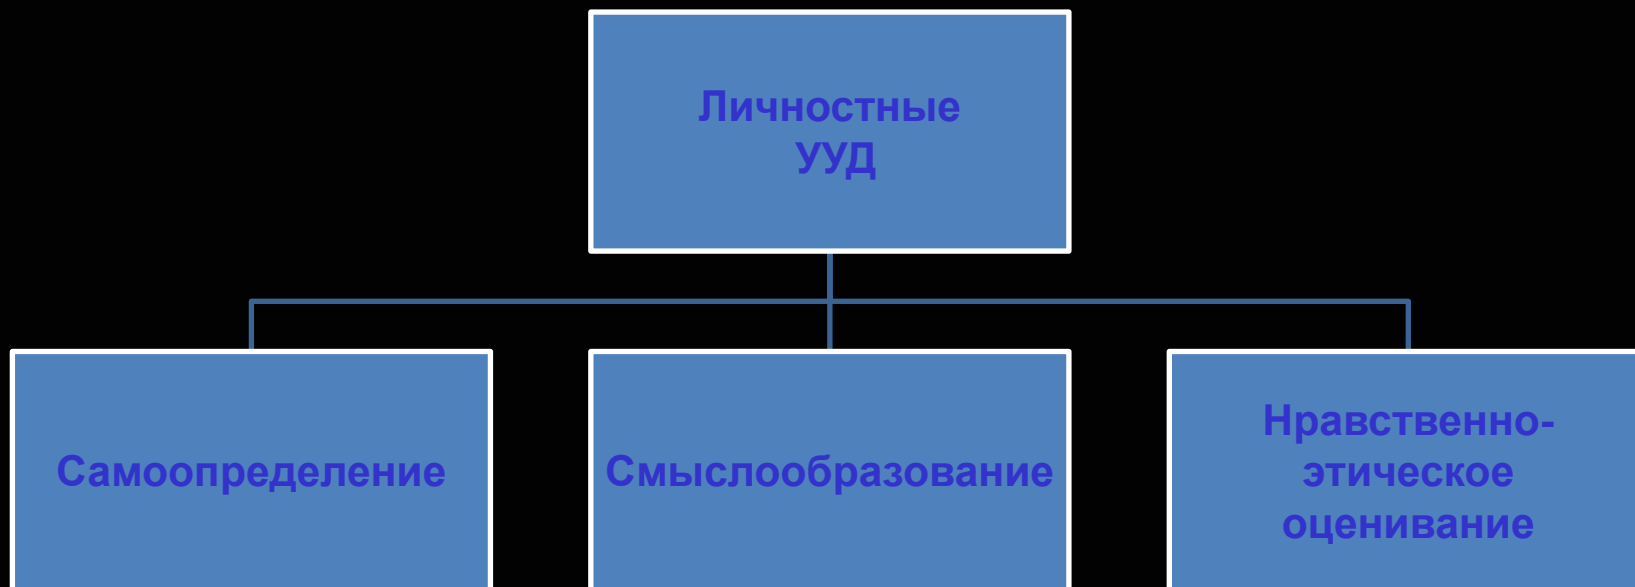 Личностные
УУД
Самоопределение
Смыслообразование
Нравственно-
этическое
оценивание